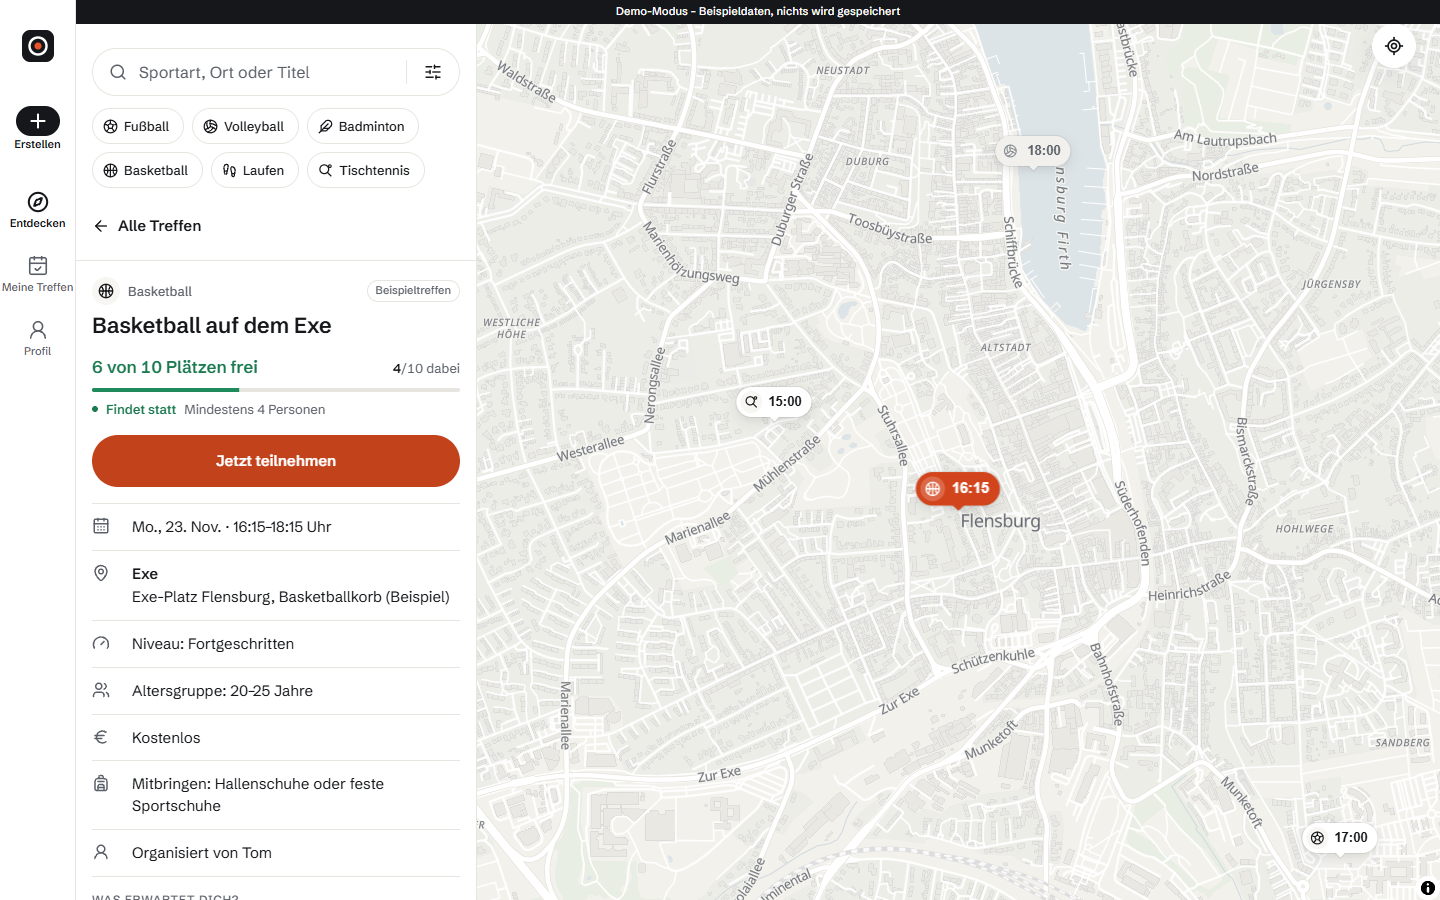 Demo-Modus – Beispieldaten, nichts wird gespeichert
Erstellen
Entdecken
Meine Treffen
Profil
Sportart, Ort oder Titel
Fußball
Volleyball
Badminton
Basketball
Laufen
Tischtennis
Alle Treffen
Basketball
Beispieltreffen
Basketball auf dem Exe
6 von 10 Plätzen frei
4/10 dabei
Findet statt Mindestens 4 Personen
Jetzt teilnehmen
Mo., 23. Nov. · 16:15–18:15 Uhr
Exe
Exe-Platz Flensburg, Basketballkorb (Beispiel)
Niveau: Fortgeschritten
Altersgruppe: 20–25 Jahre
Kostenlos
Mitbringen: Hallenschuhe oder feste
Sportschuhe
Organisiert von Tom
WAS ERWARTET DICH?
Waldstraße
NEUSTADT
Am Lautrupsbach
Nordstraße
18:00
DUBURG
Flurstraße
Duburger Straße
Toosbüystraße
Marienhölzungsweg
Schiffbrücke
nsburg Firth
JÜRGENSBY
WESTLICHE
HÖHE
ALTSTADT
Nerongsallee
15:00
Stuhrsallee
Westerallee
Mühlenstraße
Bismarckstraße
16:15
Flensburg
Marienallee
Süderhofenden
HOHLWEGE
Heinrichstraße
Schützenkuhle
Bahnhofstraße
Zur Exe
Marienallee
Munketoft
SANDBERG
Zur Exe
Munketoft
17:00